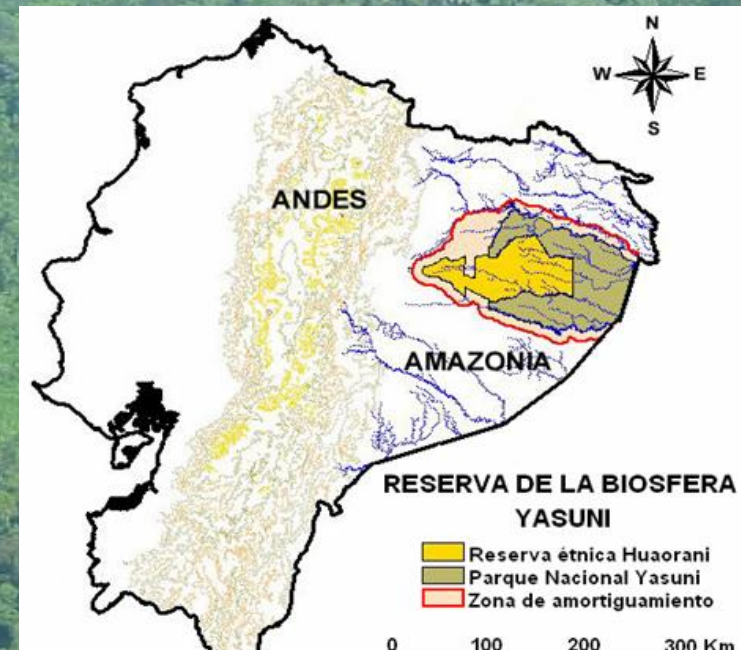 N
W E
S
ANDES
AMAZONIA
RESERVA DE LA BIOSFERA
YASUNI
Reserva étnica Huaorani
Parque Nacional Yasuni
Zona de amortiguamiento
0 100 200 300 Km